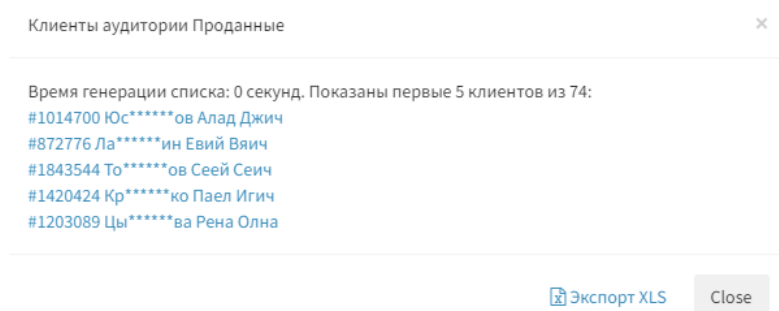 Клиенты аудитории Проданные ×
Время генерации списка: 0 секунд. Показаны первые 5 клиентов из 74:
#1014700 Юс******ов Алад Джич
#872776 Ла******ин Евий Вяич
#1843544 То******ов Сеей Сеич
#1420424 Кр******ко Паел Игич
#1203089 Цы******ва Рена Олна
Экспорт XLS Close